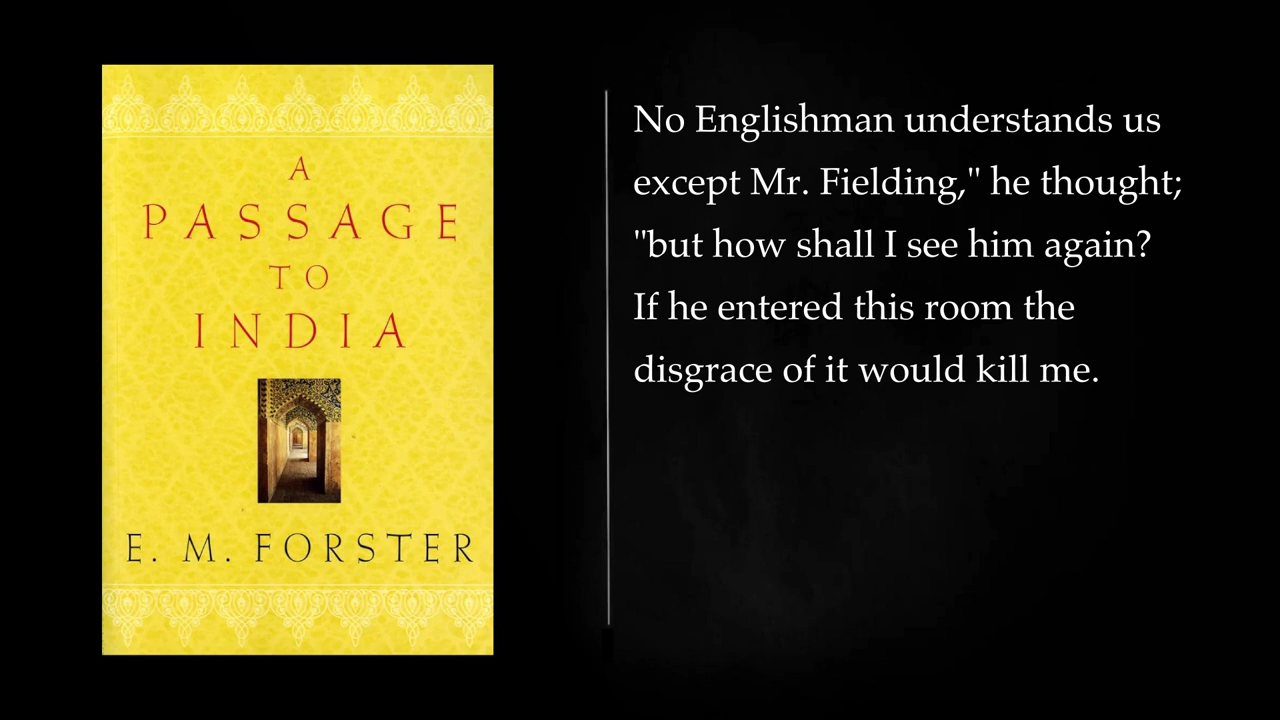 A
PASSAGE
TO
INDIA
E. M. FORSTER
No Englishman understands us
except Mr. Fielding," he thought;
"but how shall I see him again?
If he entered this room the
disgrace of it would kill me.